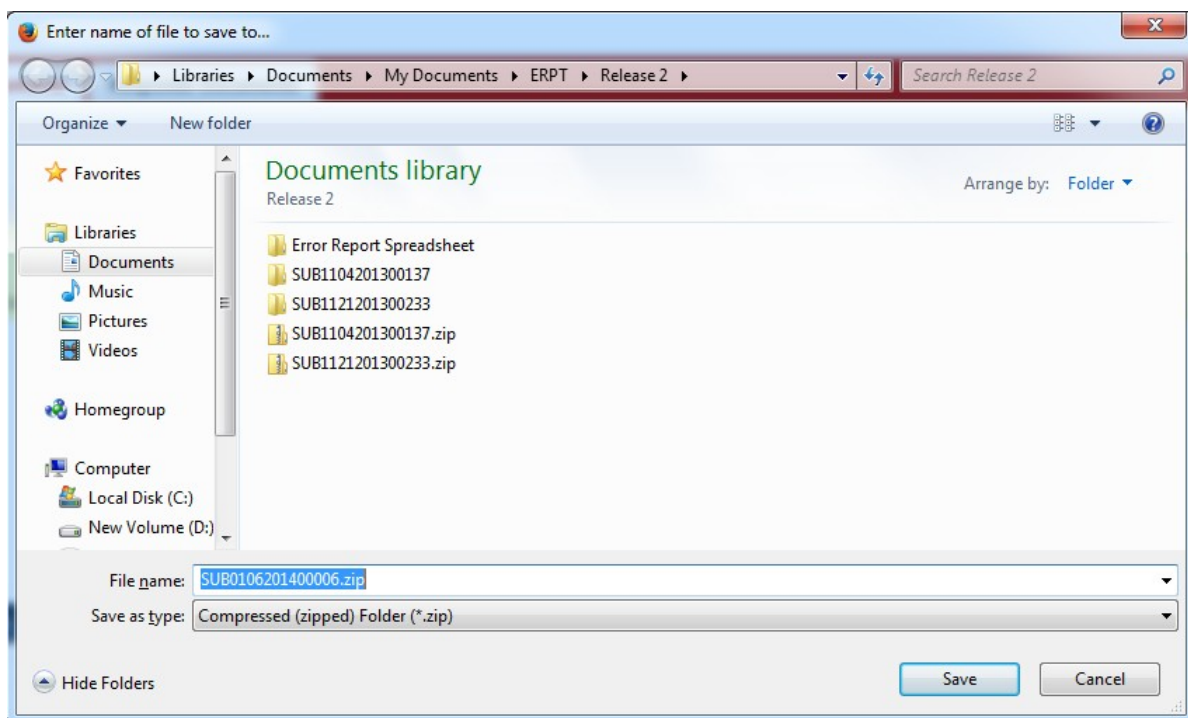 Enter name of file to save to...
Libraries Documents My Documents ERPT Release 2
Search Release 2
Organize New folder
Favorites
Libraries
Documents
Music
Pictures
Videos
Homegroup
Computer
Local Disk (C:)
New Volume (D:)
Documents library
Release 2
Arrange by: Folder
Error Report Spreadsheet
SUB1104201300137
SUB1121201300233
SUB1104201300137.zip
SUB1121201300233.zip
File name: SUB0106201400006.zip
Save as type: Compressed (zipped) Folder (*.zip)
Hide Folders
Save Cancel